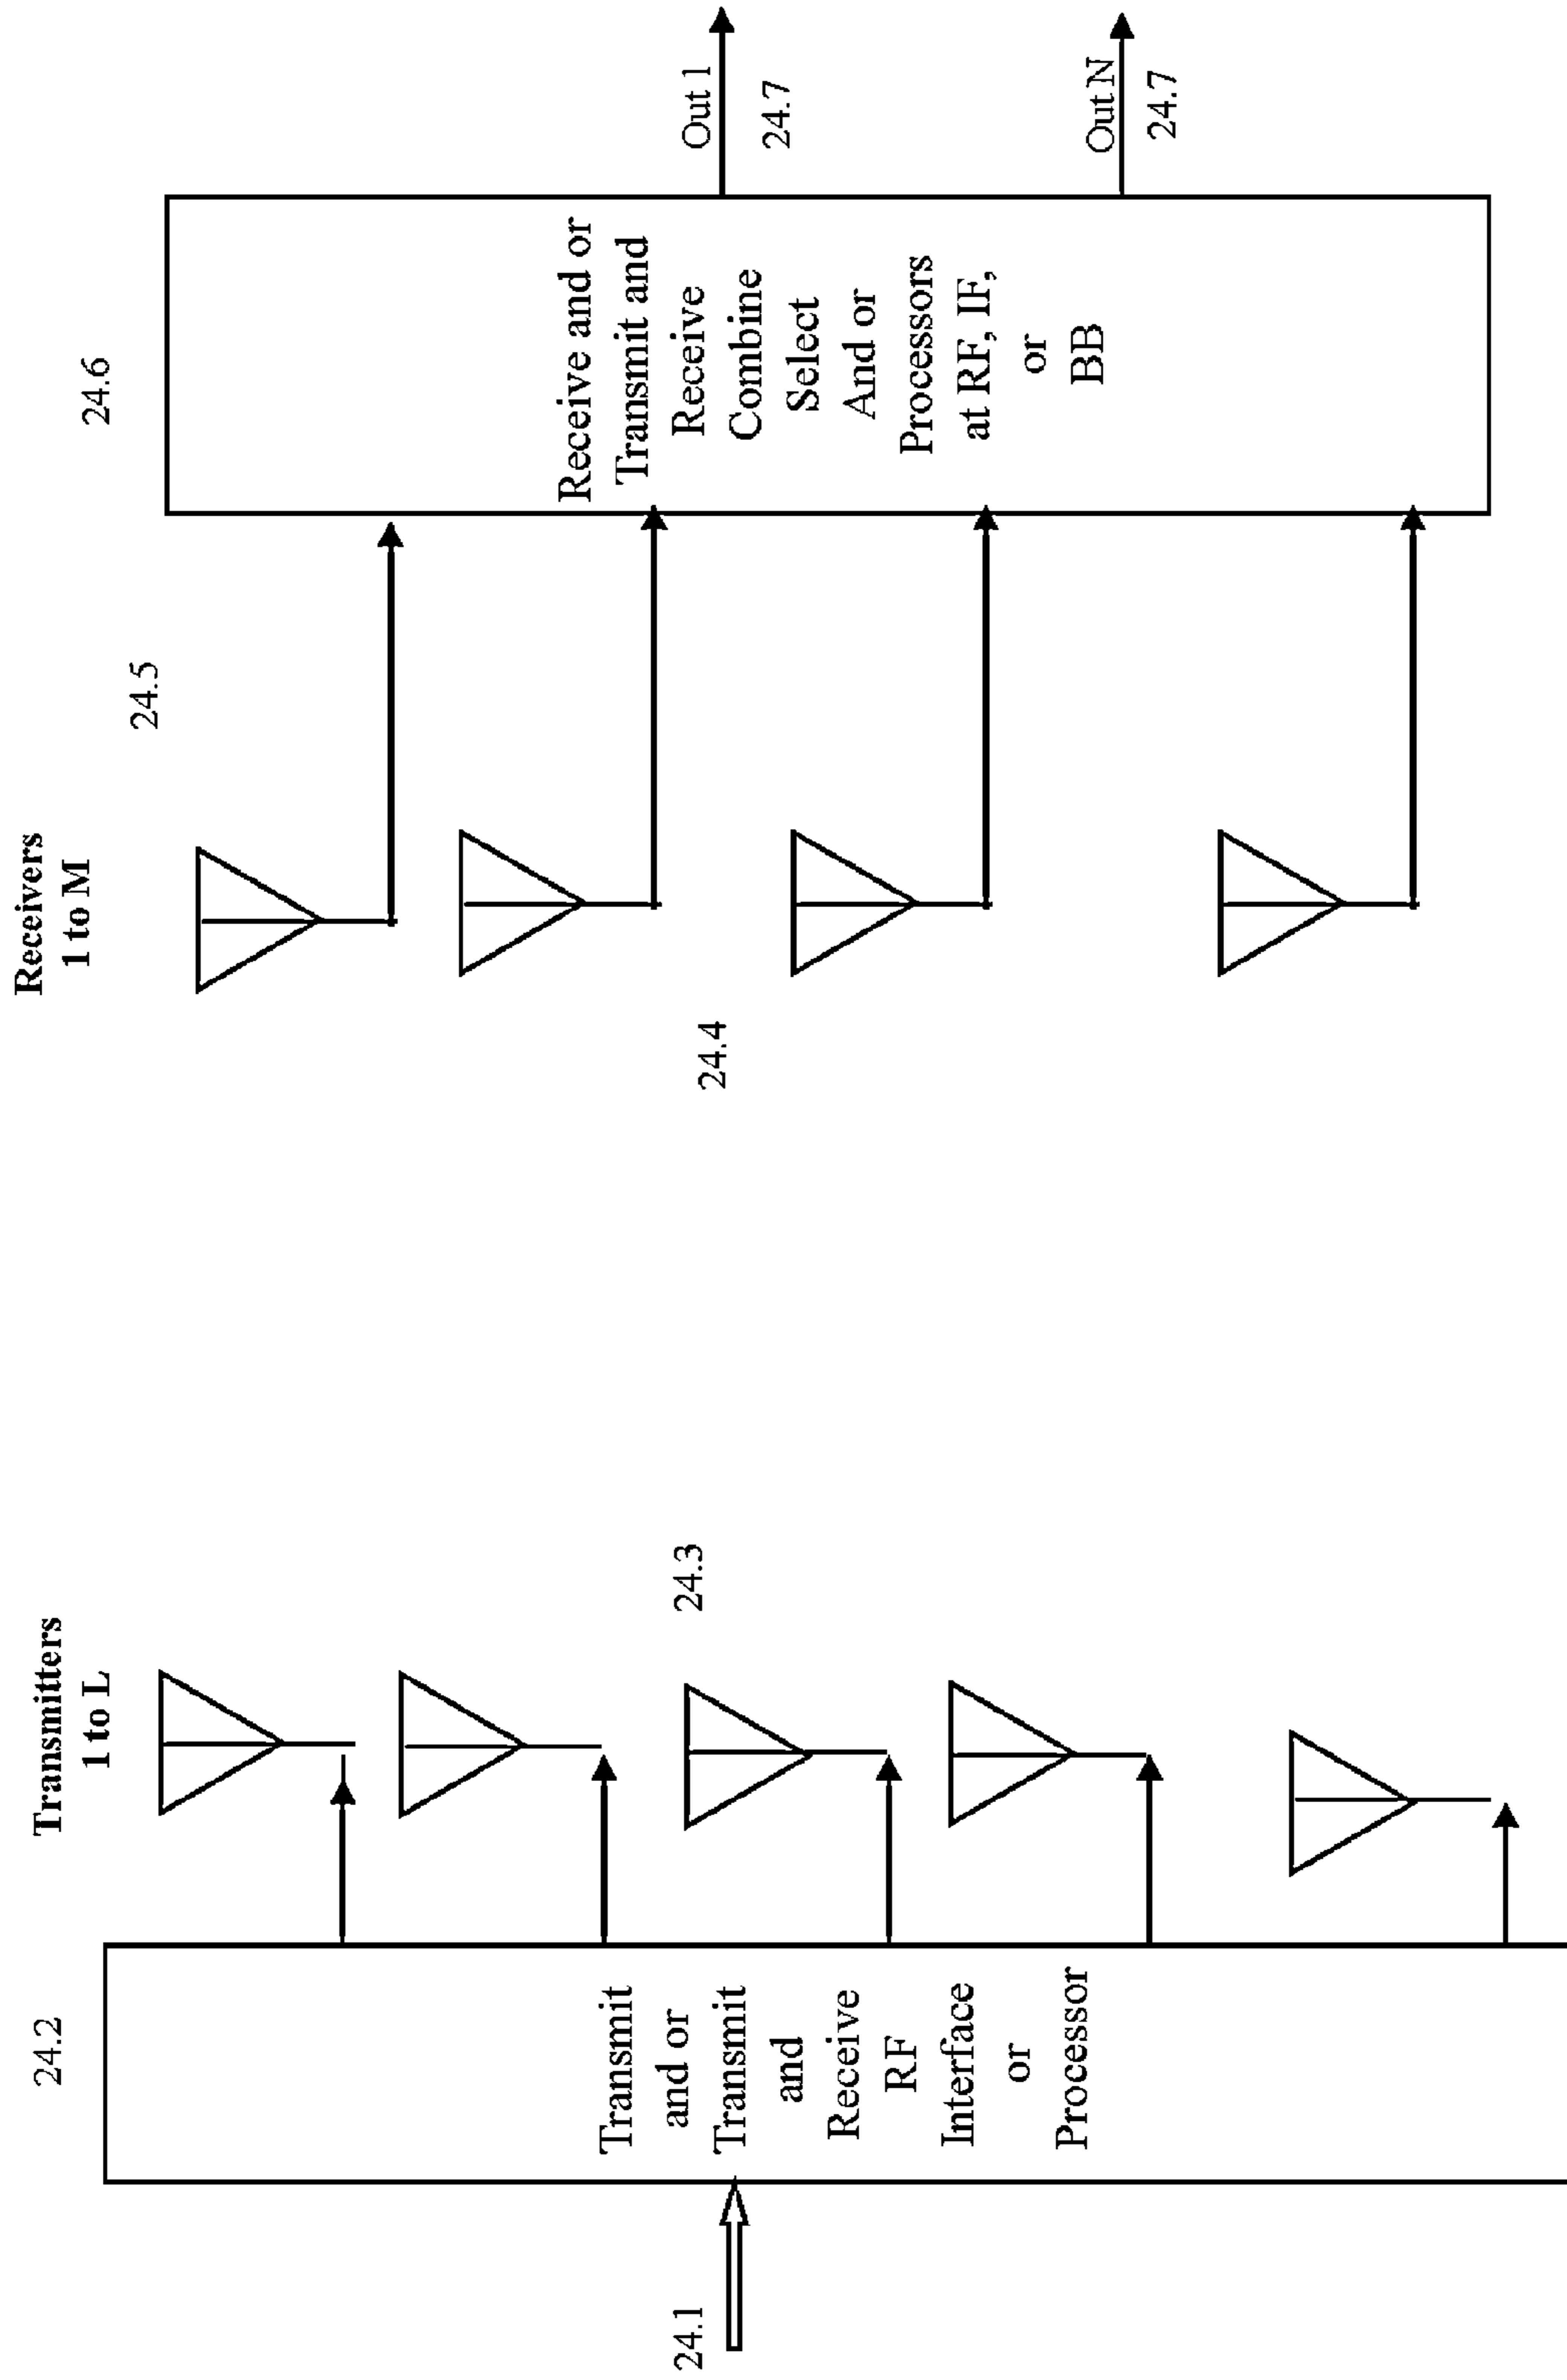 24.2
Transmitters
1 to L
24.1
Transmit
and or
Transmit
and
Receive
RF
Interface
or
Processor
24.3
24.4
Receivers
1 to M
24.5
24.6
Receive and or
Transmit and
Receive
Combine
Select
And or
Processors
at RF, IF,
or
BB
Out 1
24.7
Out N
24.7